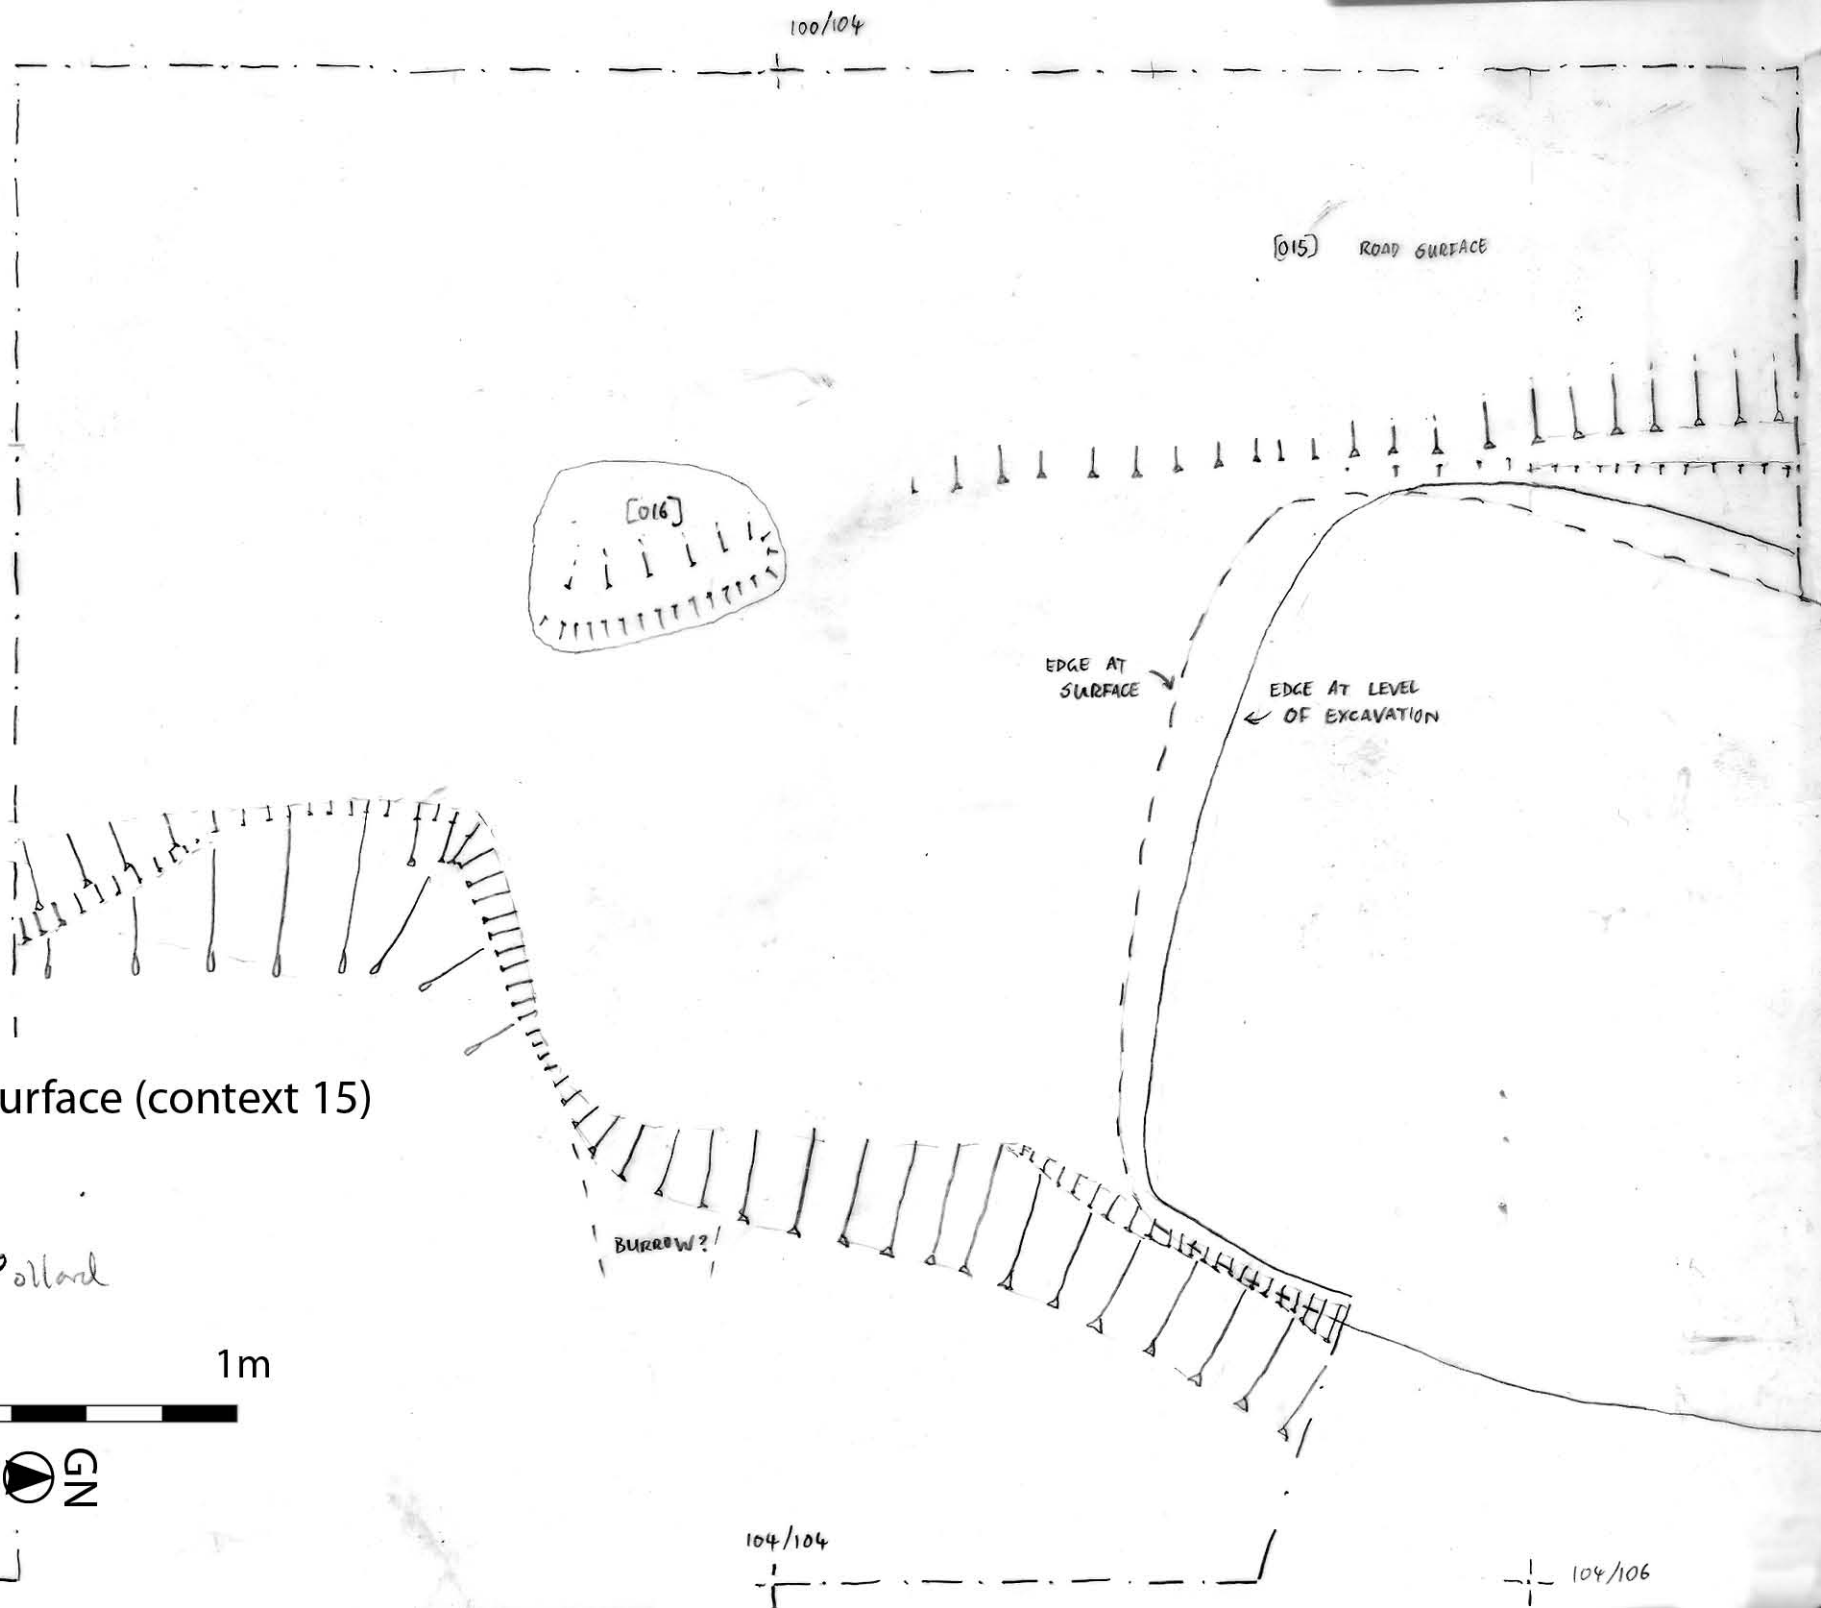 100/104
[015] ROAD SURFACE
[016]
EDGE AT
SURFACE
EDGE AT LEVEL
OF EXCAVATION
urface (context 15)
BURROW?
ollard
1m
GN
104/104
104/106